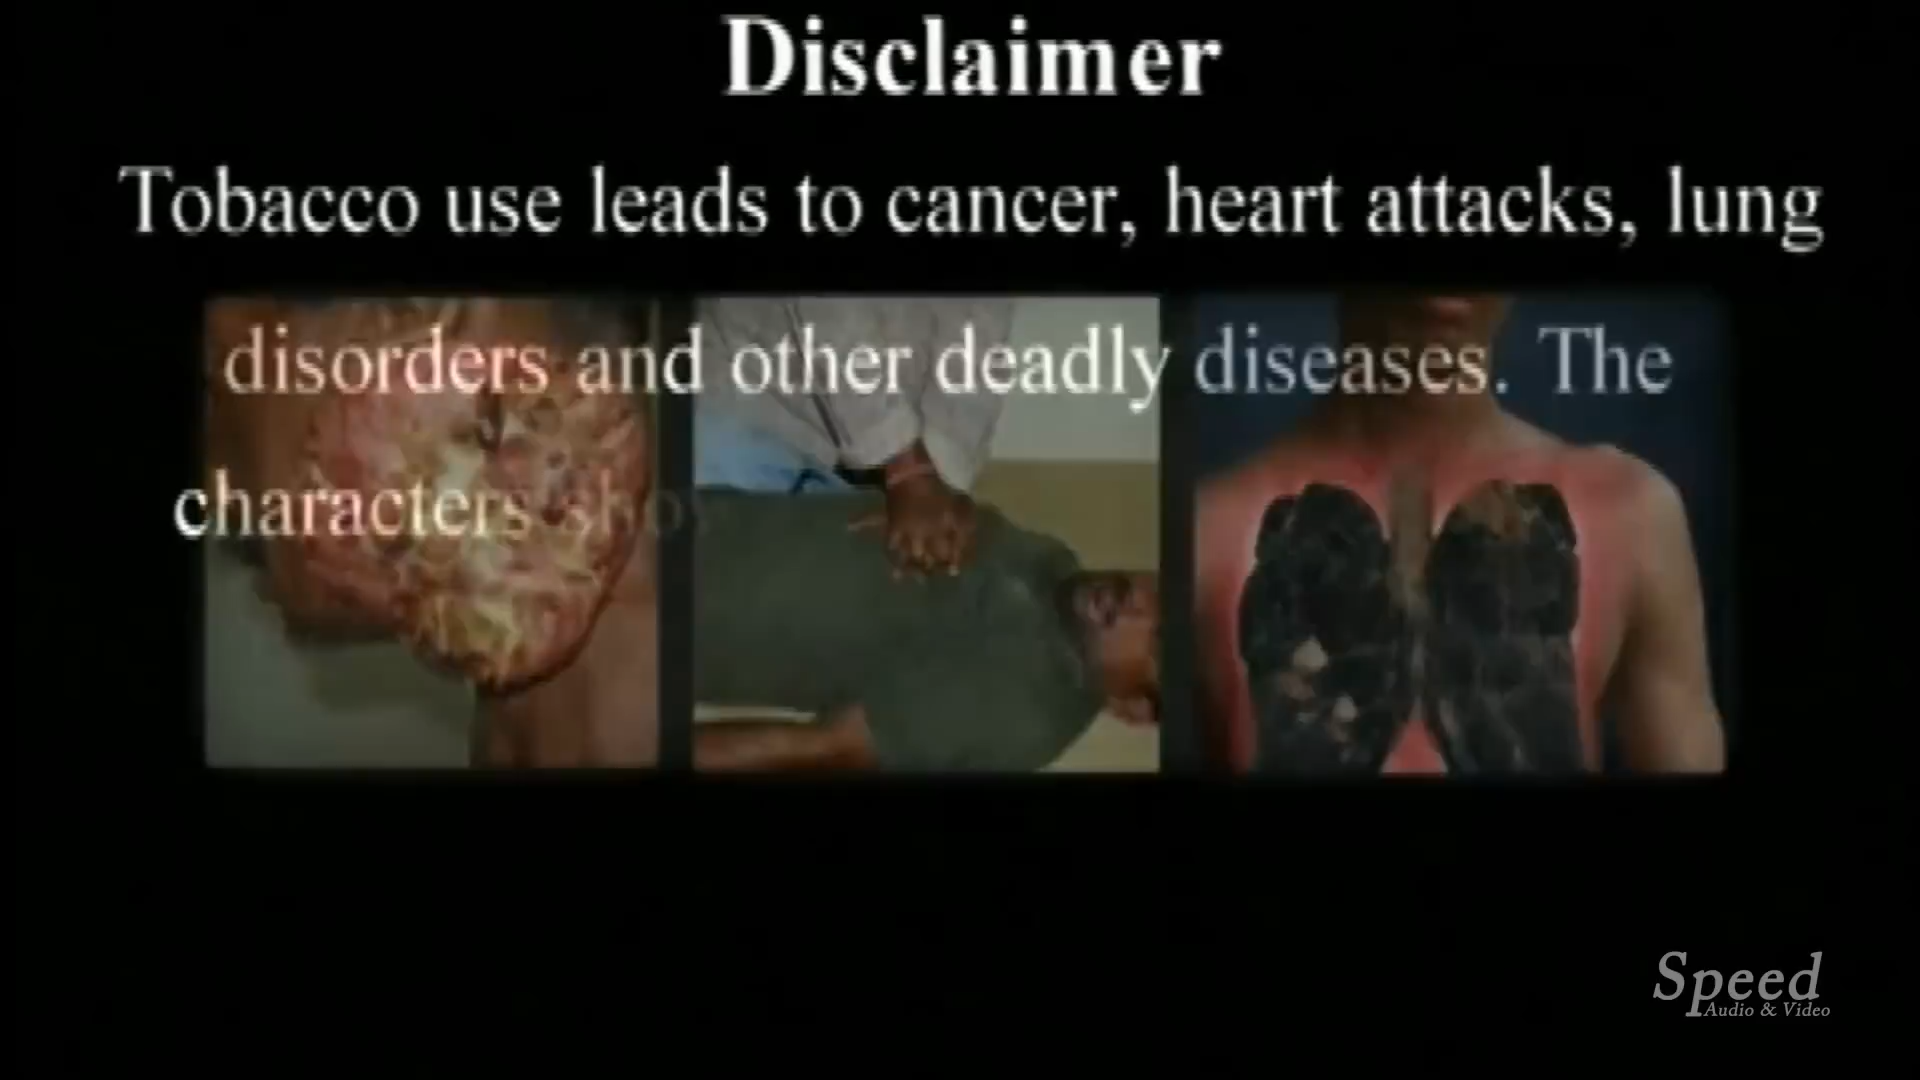 Disclaimer
Tobacco use leads to cancer, heart attacks, lung
disorders and other deadly diseases. The
characters
Speed
Audio & Video